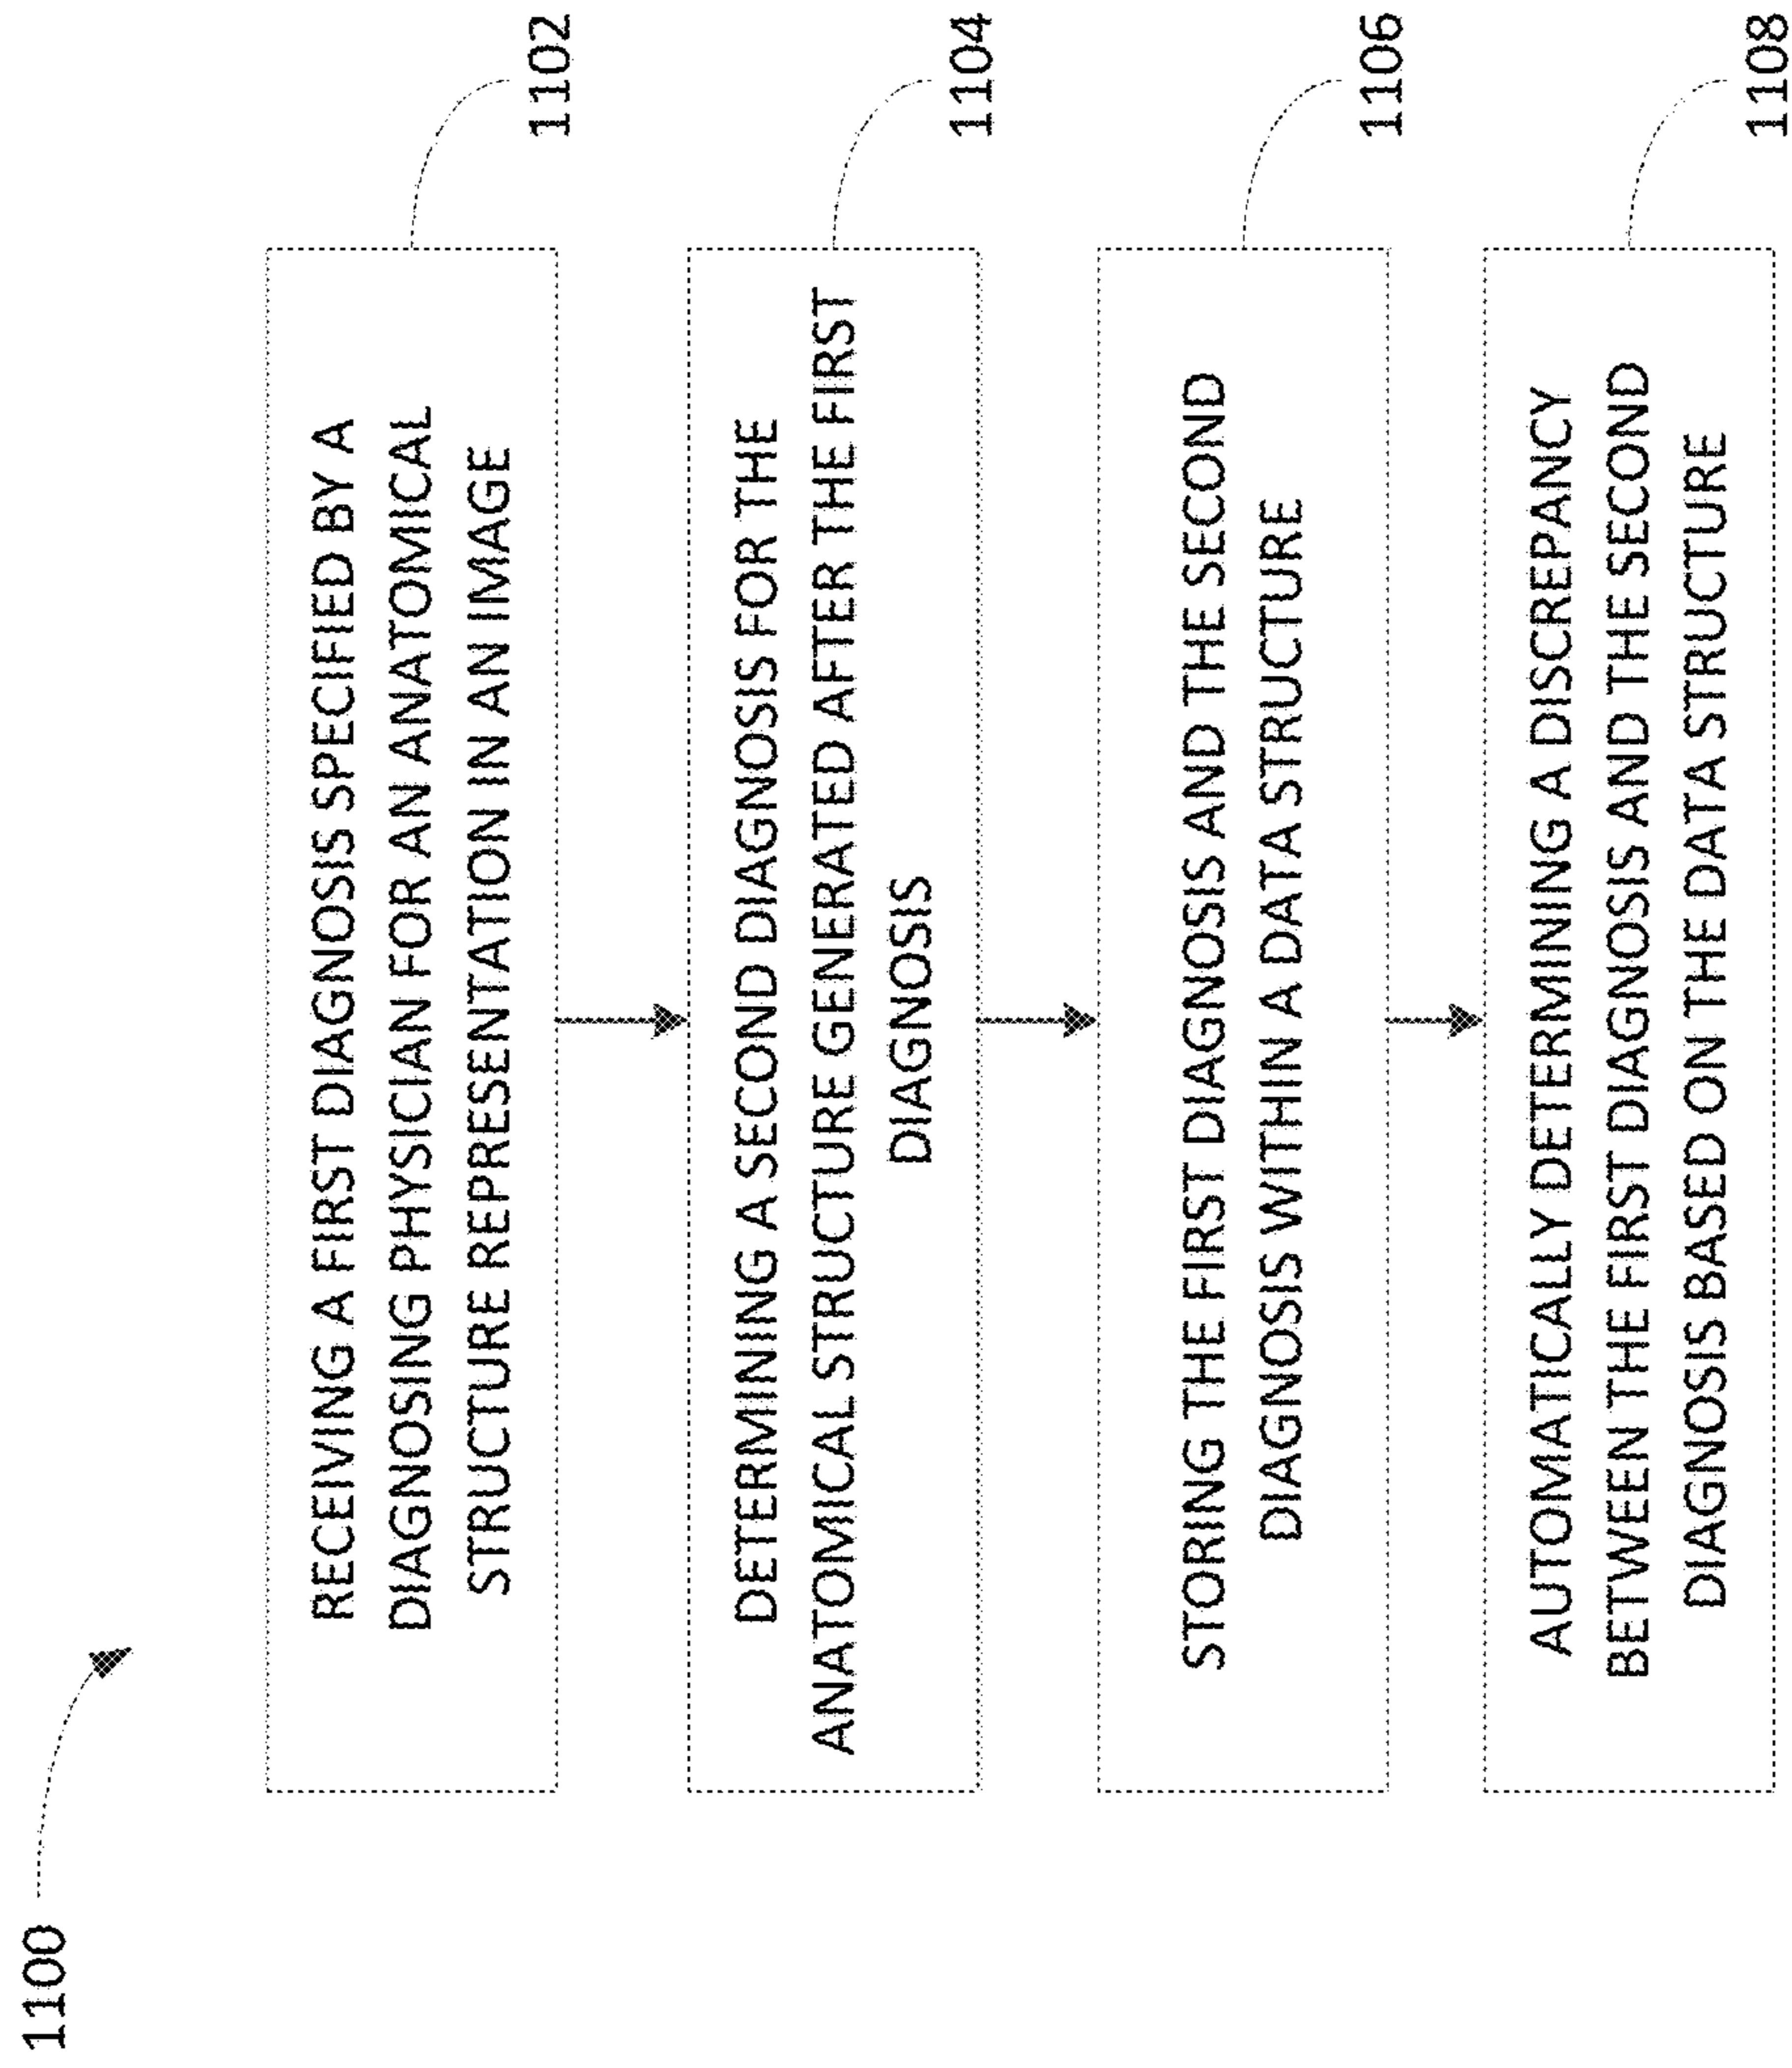 1100
RECEIVING A FIRST DIAGNOSIS SPECIFIED BY A
DIAGNOSING PHYSICIAN FOR AN ANATOMICAL
STRUCTURE REPRESENTATION IN AN IMAGE
1102
DETERMINING A SECOND DIAGNOSIS FOR THE
ANATOMICAL STRUCTURE GENERATED AFTER THE FIRST
DIAGNOSIS
1104
STORING THE FIRST DIAGNOSIS AND THE SECOND
DIAGNOSIS WITHIN A DATA STRUCTURE
1106
AUTOMATICALLY DETERMINING A DISCREPANCY
BETWEEN THE FIRST DIAGNOSIS AND THE SECOND
DIAGNOSIS BASED ON THE DATA STRUCTURE
1108